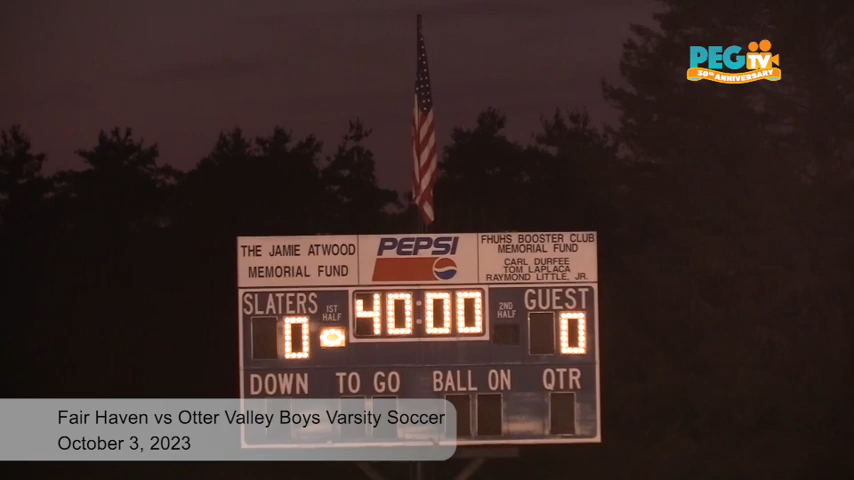 PEG TV
30th ANNIVERSARY
THE JAMIE ATWOOD
MEMORIAL FUND
PEPSI
FHUHS BOOSTER CLUB
MEMORIAL FUND
CARL DURFEE
TOM LAPLACA
RAYMOND LITTLE, JR.
SLATERS
1ST
HALF
40:00
2ND
HALF
GUEST
0
0
DOWN
TO GO
BALL ON
QTR
Fair Haven vs Otter Valley Boys Varsity Soccer
October 3, 2023